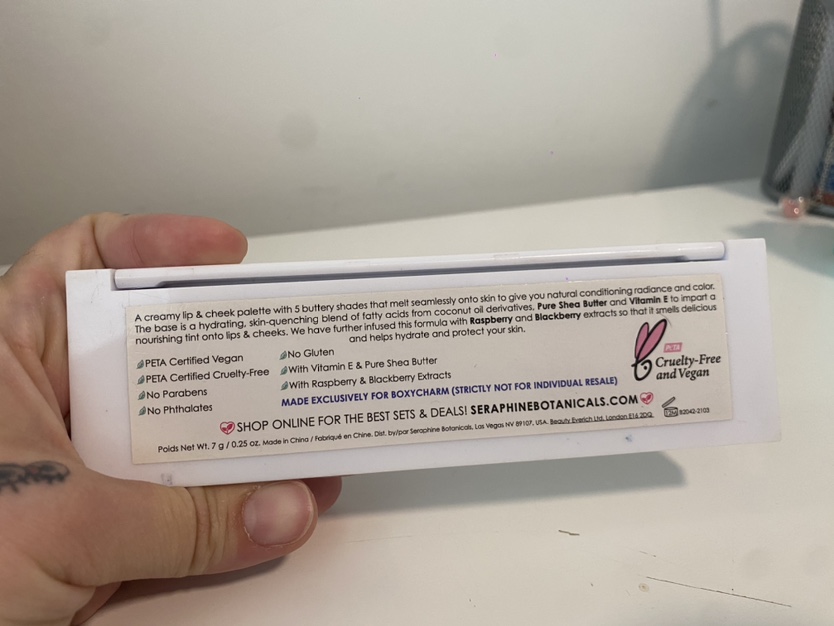 A creamy lip & cheek palette with 5 buttery shades that melt seamlessly onto skin to give you natural conditioning radiance and color.
The base is a hydrating, skin-quenching blend of fatty acids from coconut oil derivatives, Pure Shea Butter and Vitamin E to impart a
nourishing tint onto lips & cheeks. We have further infused this formula with Raspberry and Blackberry extracts so that it smells delicious
and helps hydrate and protect your skin.
PETA Certified Vegan
PETA Certified Cruelty-Free
No Parabens
No Phthalates
No Gluten
With Vitamin E & Pure Shea Butter
With Raspberry & Blackberry Extracts
PETA
Cruelty-Free
and Vegan
MADE EXCLUSIVELY FOR BOXYCHARM (STRICTLY NOT FOR INDIVIDUAL RESALE)
SHOP ONLINE FOR THE BEST SETS & DEALS! SERAPHINEBOTANICALS.COM
Poids Net Wt. 7 g / 0.25 oz. Made in China / Fabriqué en Chine. Dist. by/par Seraphine Botanicals, Las Vegas NV 89107, USA. Beauty Everich Ltd, London E16 2DQ
82042-2103